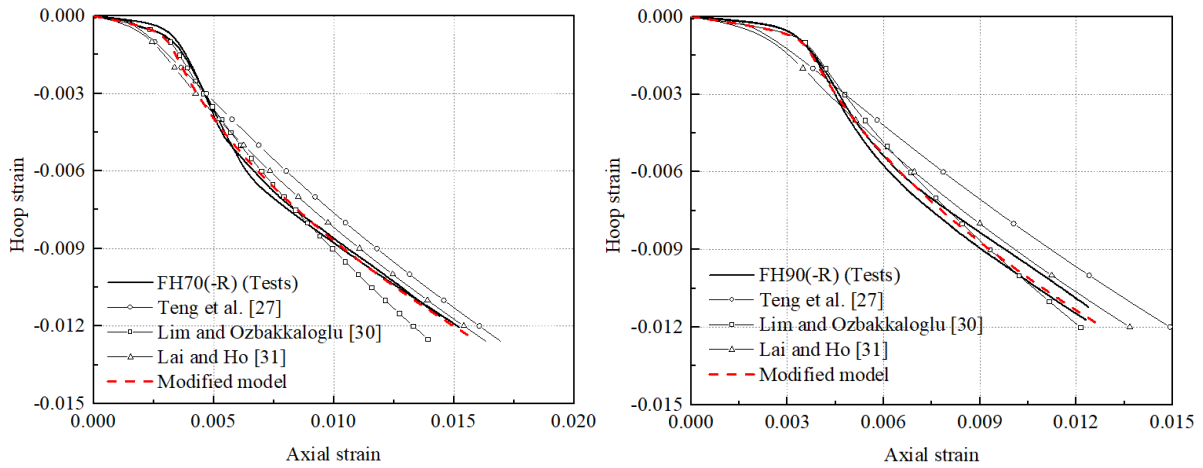 0.000
-0.003
-0.006
-0.009
-0.012
-0.015
Hoop strain
FH70(-R) (Tests)
Teng et al. [27]
Lim and Ozbakkaloglu [30]
Lai and Ho [31]
Modified model
0.000 0.005 0.010 0.015 0.020
Axial strain
0.000
-0.003
-0.006
-0.009
-0.012
-0.015
Hoop strain
FH90(-R) (Tests)
Teng et al. [27]
Lim and Ozbakkaloglu [30]
Lai and Ho [31]
Modified model
0.000 0.003 0.006 0.009 0.012 0.015
Axial strain